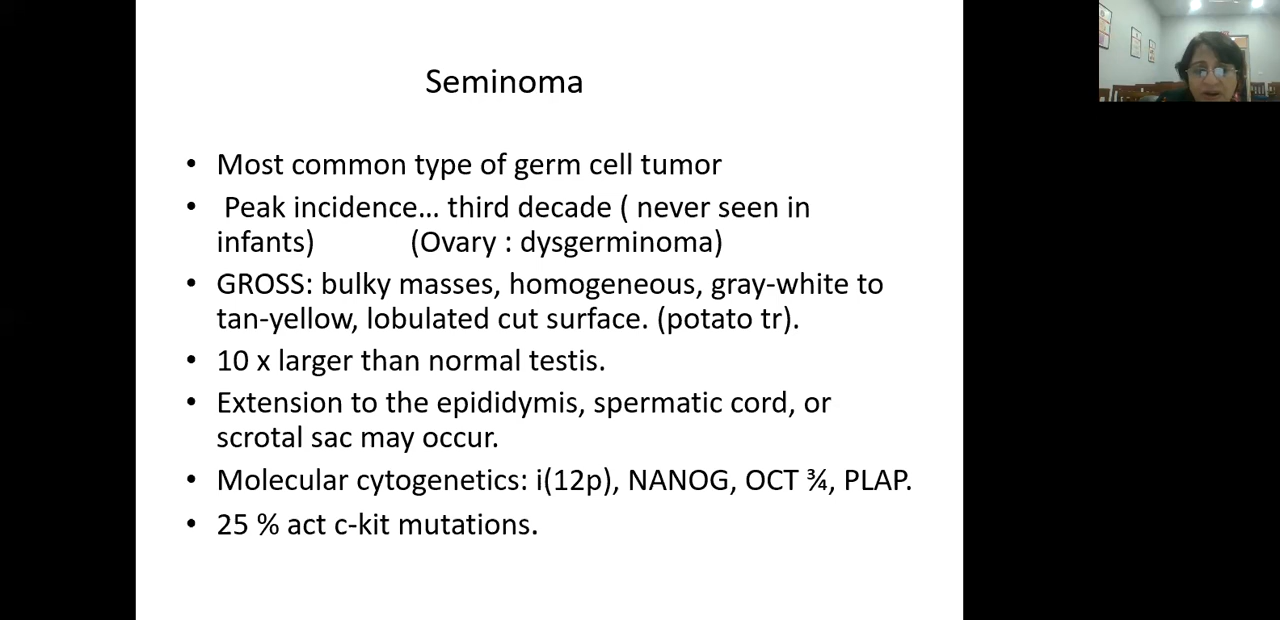 Seminoma
• Most common type of germ cell tumor
• Peak incidence... third decade ( never seen in
infants) (Ovary : dysgerminoma)
• GROSS: bulky masses, homogeneous, gray-white to
tan-yellow, lobulated cut surface. (potato tr).
• 10 x larger than normal testis.
• Extension to the epididymis, spermatic cord, or
scrotal sac may occur.
• Molecular cytogenetics: i(12p), NANOG, OCT ¾, PLAP.
• 25 % act c-kit mutations.